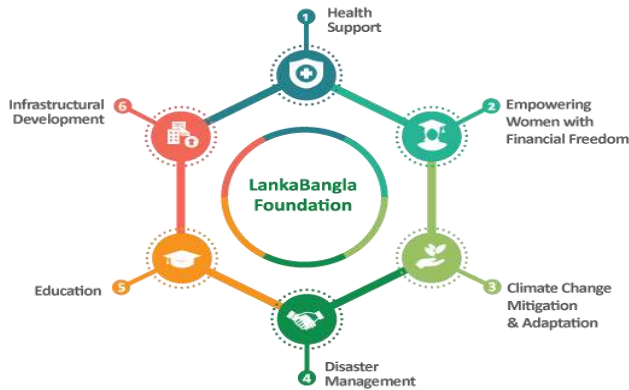 1
Health
Support
2
Empowering
Women with
Financial Freedom
3
Climate Change
Mitigation
& Adaptation
4
Disaster
Management
5
Education
6
Infrastructural
Development
LankaBangla
Foundation